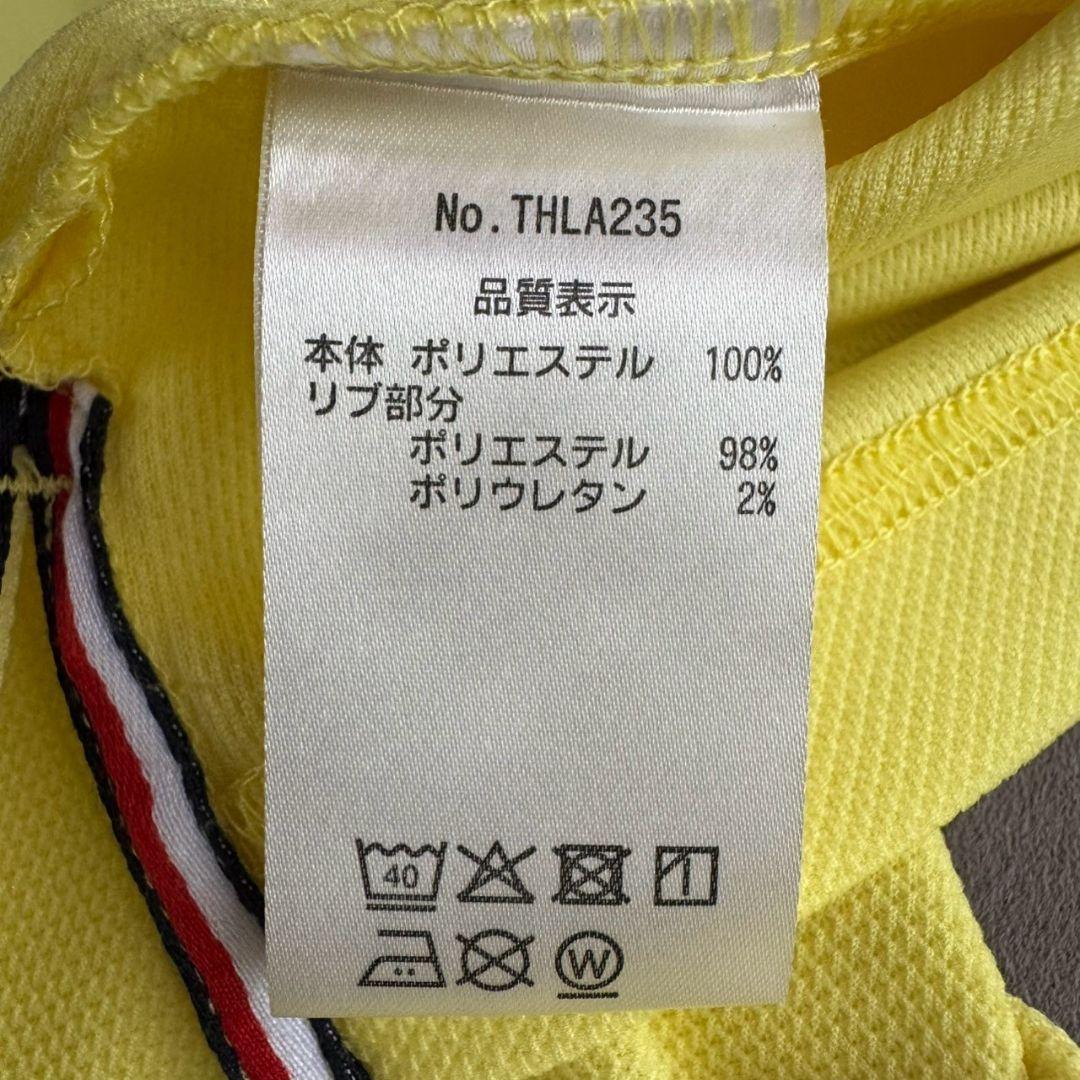 No.THLA235
品質表示
本体 ポリエステル 100%
リブ部分
ポリエステル 98%
ポリウレタン 2%
40
W